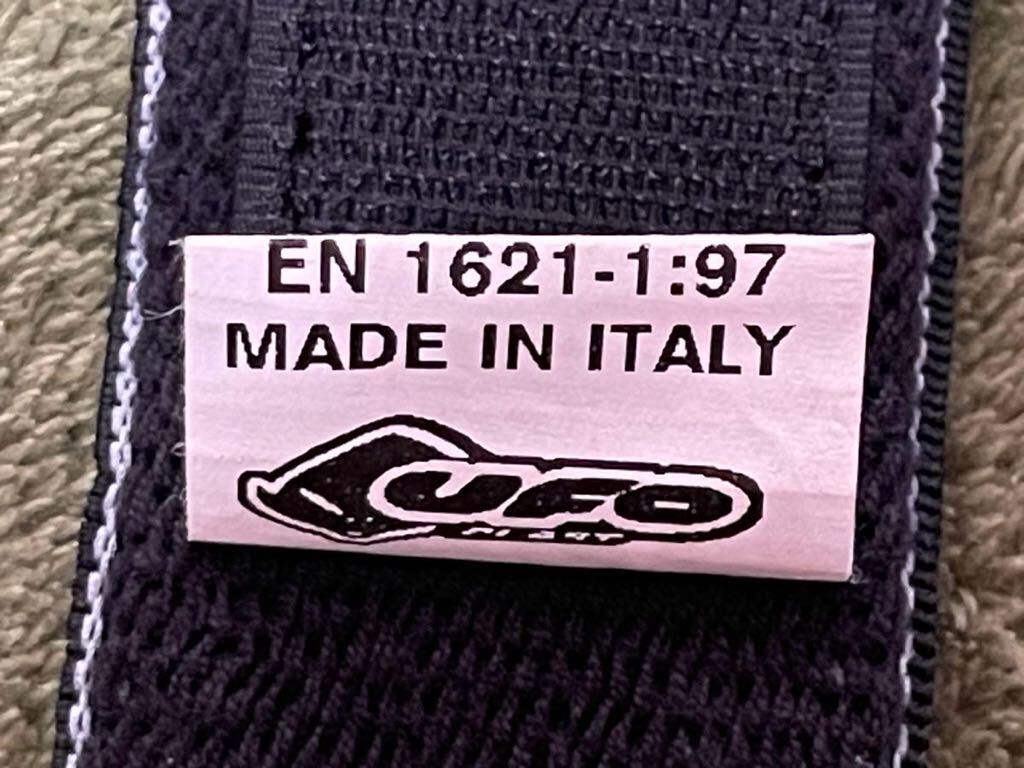 EN 1621-1:97
MADE IN ITALY
UFO